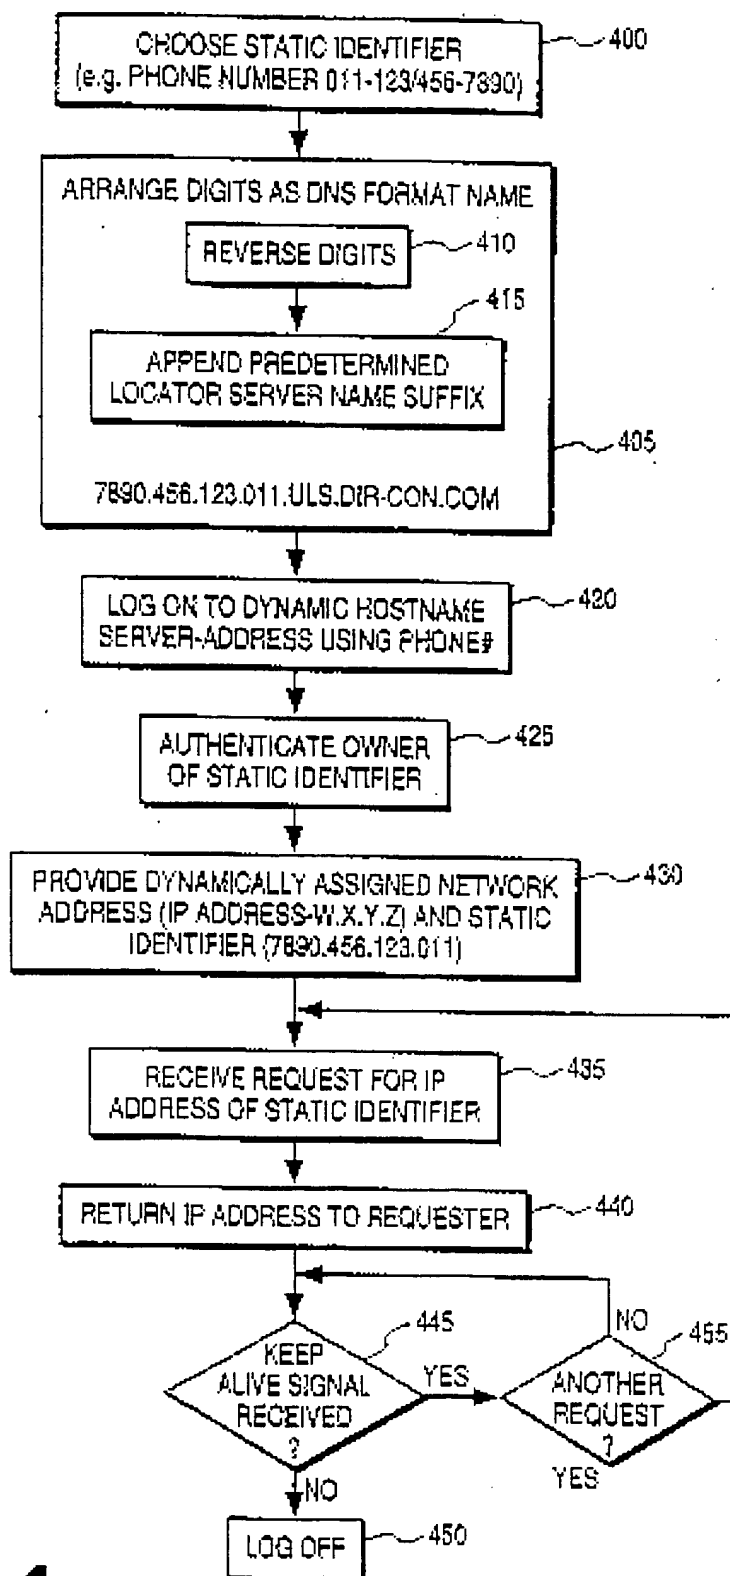 CHOOSE STATIC IDENTIFIER
400
(e.g. PHONE NUMBER 011-123/456-7890)
ARRANGE DIGITS AS DNS FORMAT NAME
REVERSE DIGITS
410
415
APPEND PREDETERMINED
LOCATOR SERVER NAME SUFFIX
405
7890.456.123.011.ULS.DIR-CON.COM
LOG ON TO DYNAMIC HOSTNAME
SERVER-ADDRESS USING PHONE#
420
AUTHENTICATE OWNER
OF STATIC IDENTIFIER
425
PROVIDE DYNAMICALLY ASSIGNED NETWORK
ADDRESS (IP ADDRESS-W.X.Y.Z) AND STATIC
IDENTIFIER (7890.456.123.011)
430
RECEIVE REQUEST FOR IP
ADDRESS OF STATIC IDENTIFIER
435
RETURN IP ADDRESS TO REQUESTER
440
KEEP
ALIVE SIGNAL
RECEIVED
?
445
YES
NO
ANOTHER
REQUEST
?
455
NO
YES
LOG OFF
450